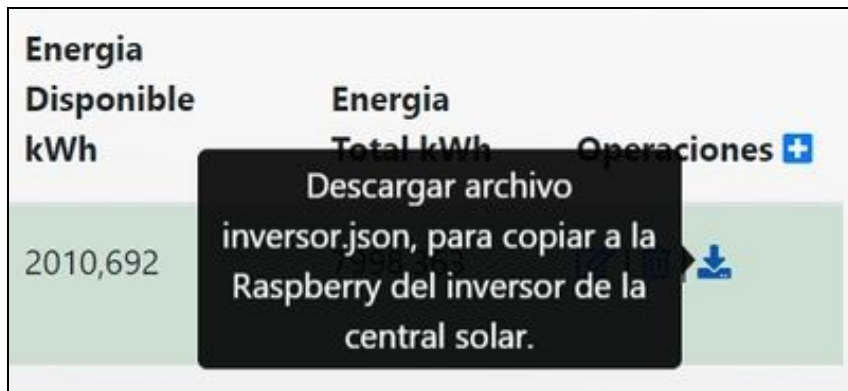 Energia
Disponible
kWh
Energia
Total kWh
Operaciones
2010,692
Descargar archivo
inversor.json, para copiar a la
Raspberry del inversor de la
central solar.